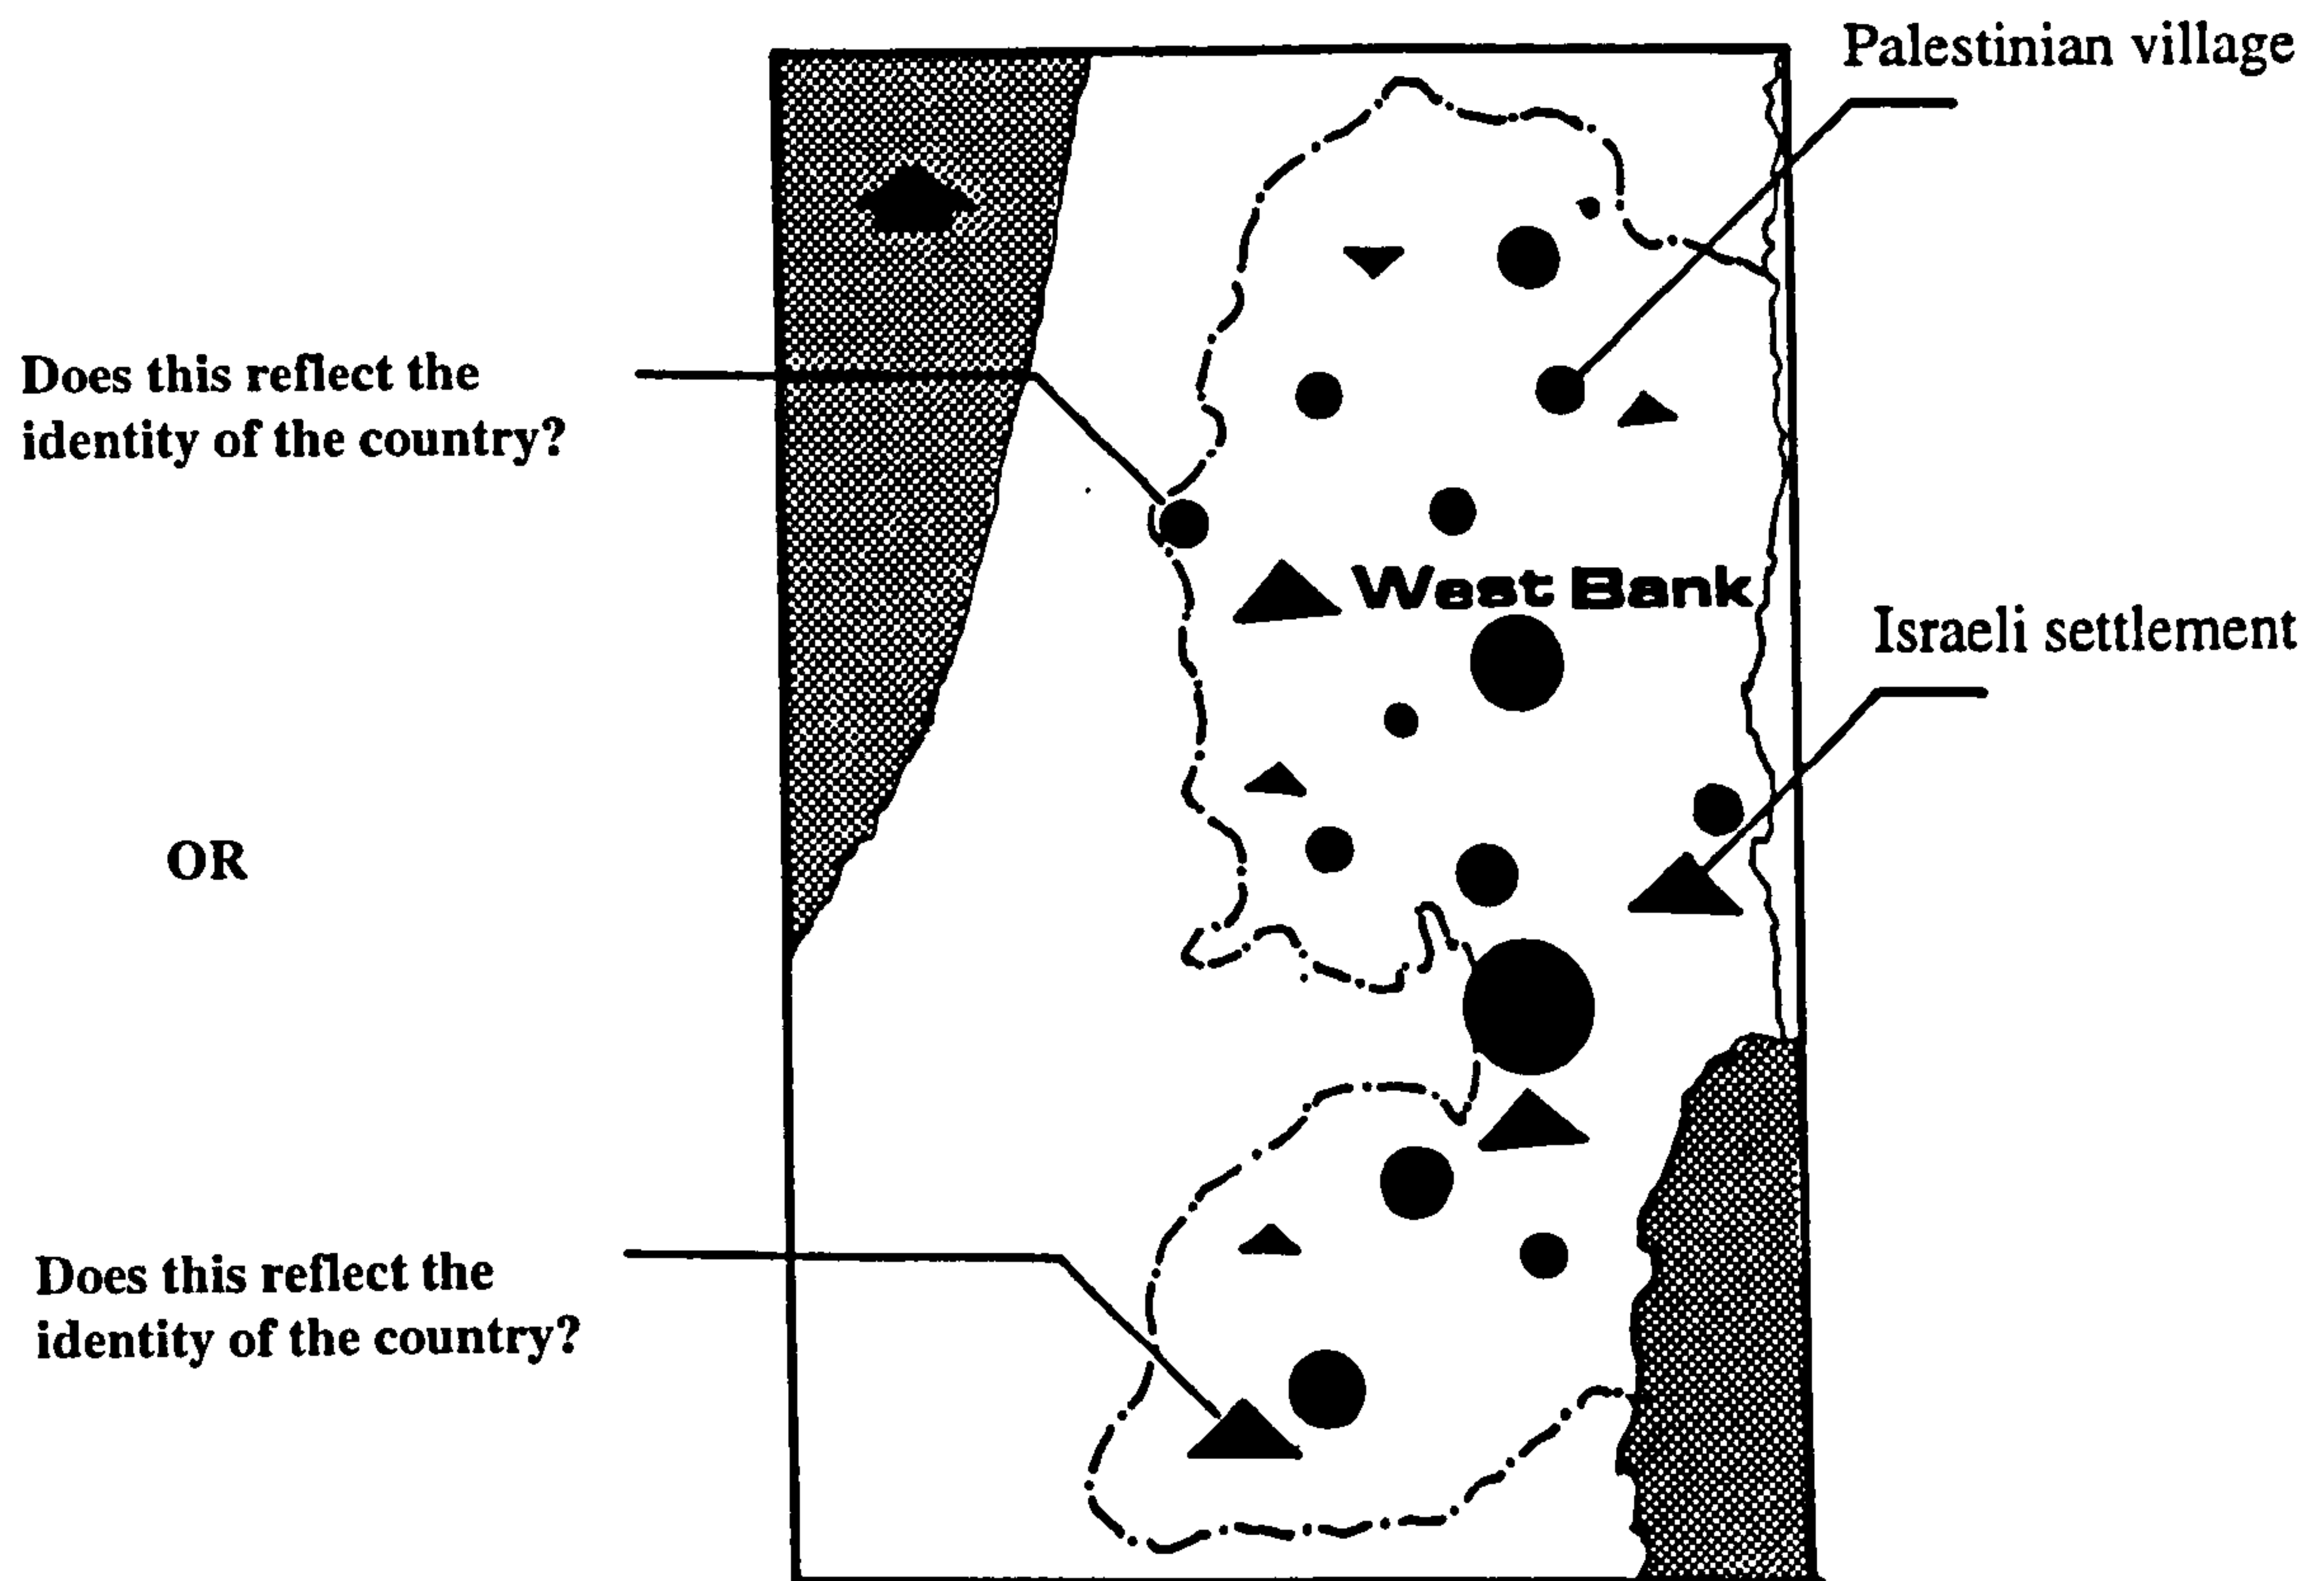 Palestinian village
Does this reflect the
identity of the country?
West Bank
Israeli settlement
OR
Does this reflect the
identity of the country?